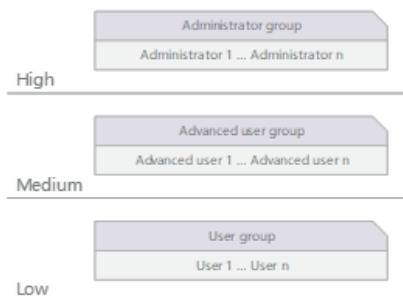 Administrator group
Administrator 1 ... Administrator n
High
Advanced user group
Advanced user 1 ... Advanced user n
Medium
User group
User 1 ... User n
Low